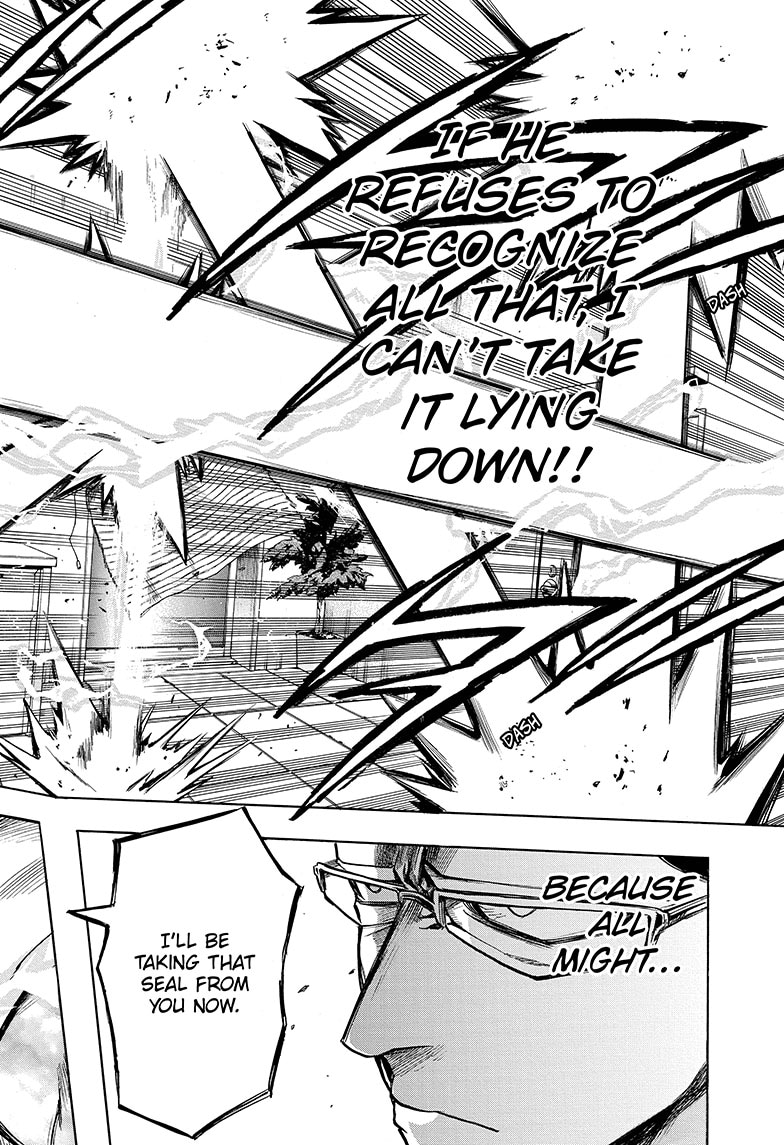 IF HE
REFUSES TO
RECOGNIZE
ALL THAT, I
CAN'T TAKE
IT LYING
DOWN!!
DASH
DASH
BECAUSE
ALL
MIGHT...
I'LL BE
TAKING THAT
SEAL FROM
YOU NOW.